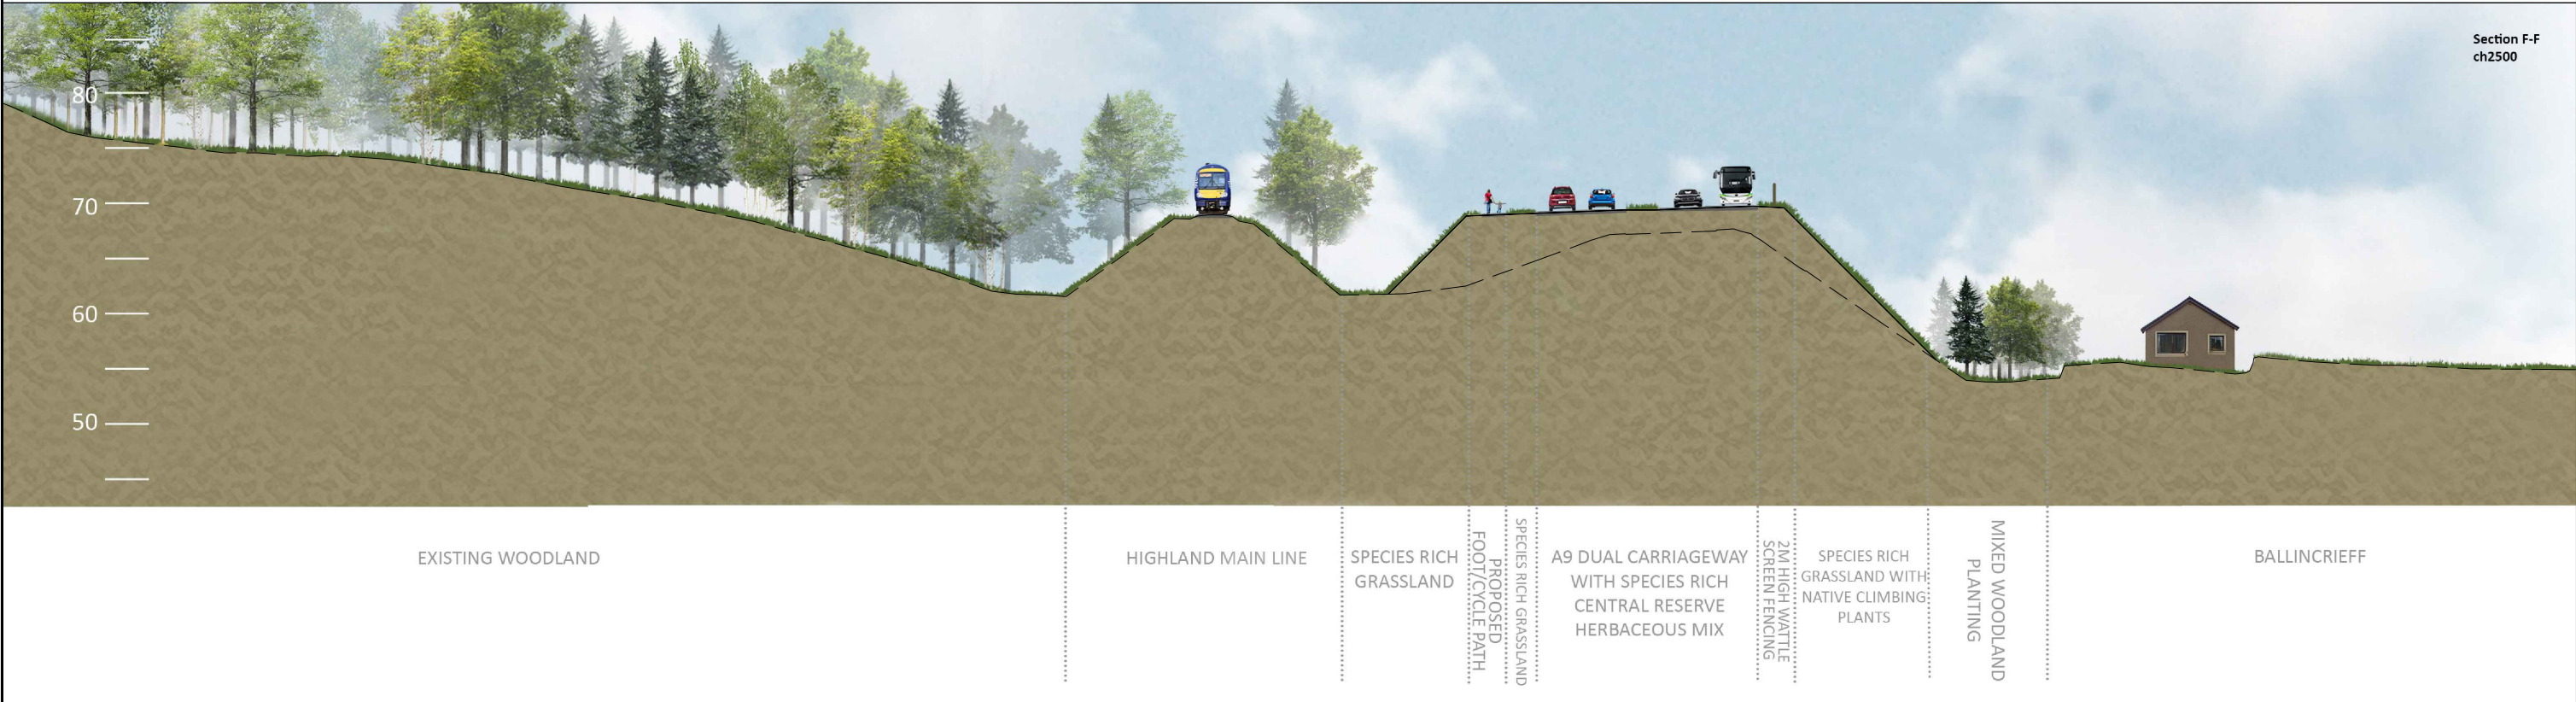 Section F-F
ch2500
80
70
60
50
EXISTING WOODLAND
HIGHLAND MAIN LINE
SPECIES RICH
GRASSLAND
PROPOSED
FOOT/CYCLE PATH
SPECIES RICH GRASSLAND
A9 DUAL CARRIAGEWAY
WITH SPECIES RICH
CENTRAL RESERVE
HERBACEOUS MIX
2M HIGH WATTLE
SCREEN FENCING
SPECIES RICH
GRASSLAND WITH
NATIVE CLIMBING
PLANTS
MIXED WOODLAND
PLANTING
BALLINCRIEFF